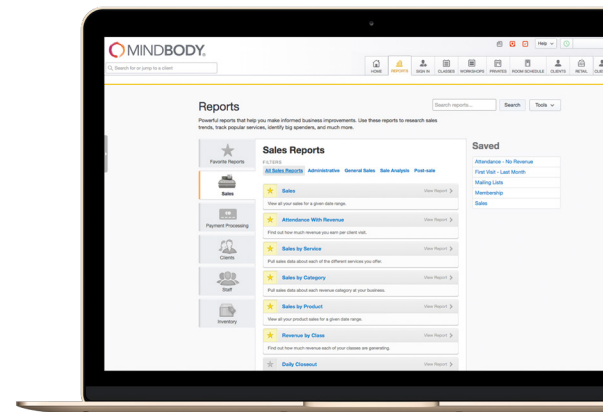 MINDBODY.
Help
Search for or jump to a client
HOME REPORTS SIGN IN CLASSES WORKSHOPS PRIVATES ROOM SCHEDULE CLIENTS RETAIL
Reports
Search reports... Search Tools
Powerful reports that help you make informed business improvements. Use these reports to research sales
trends, track popular services, identify big spenders, and much more.
Favorite Reports
Sales
Payment Processing
Clients
Staff
Inventory
Sales Reports
FILTERS
All Sales Reports Administrative General Sales Sale Analysis Post-sale
Sales View Report
View all your sales for a given date range.
Attendance With Revenue View Report
Find out how much revenue you earn per client visit.
Sales by Service View Report
Pull sales data about each of the different services you offer.
Sales by Category View Report
Pull sales data about each revenue category at your business.
Sales by Product View Report
View all your product sales for a given date range.
Revenue by Class View Report
Find out how much revenue each of your classes are generating.
Daily Closeout View Report
Saved
Attendance - No Revenue
First Visit - Last Month
Mailing Lists
Membership
Sales